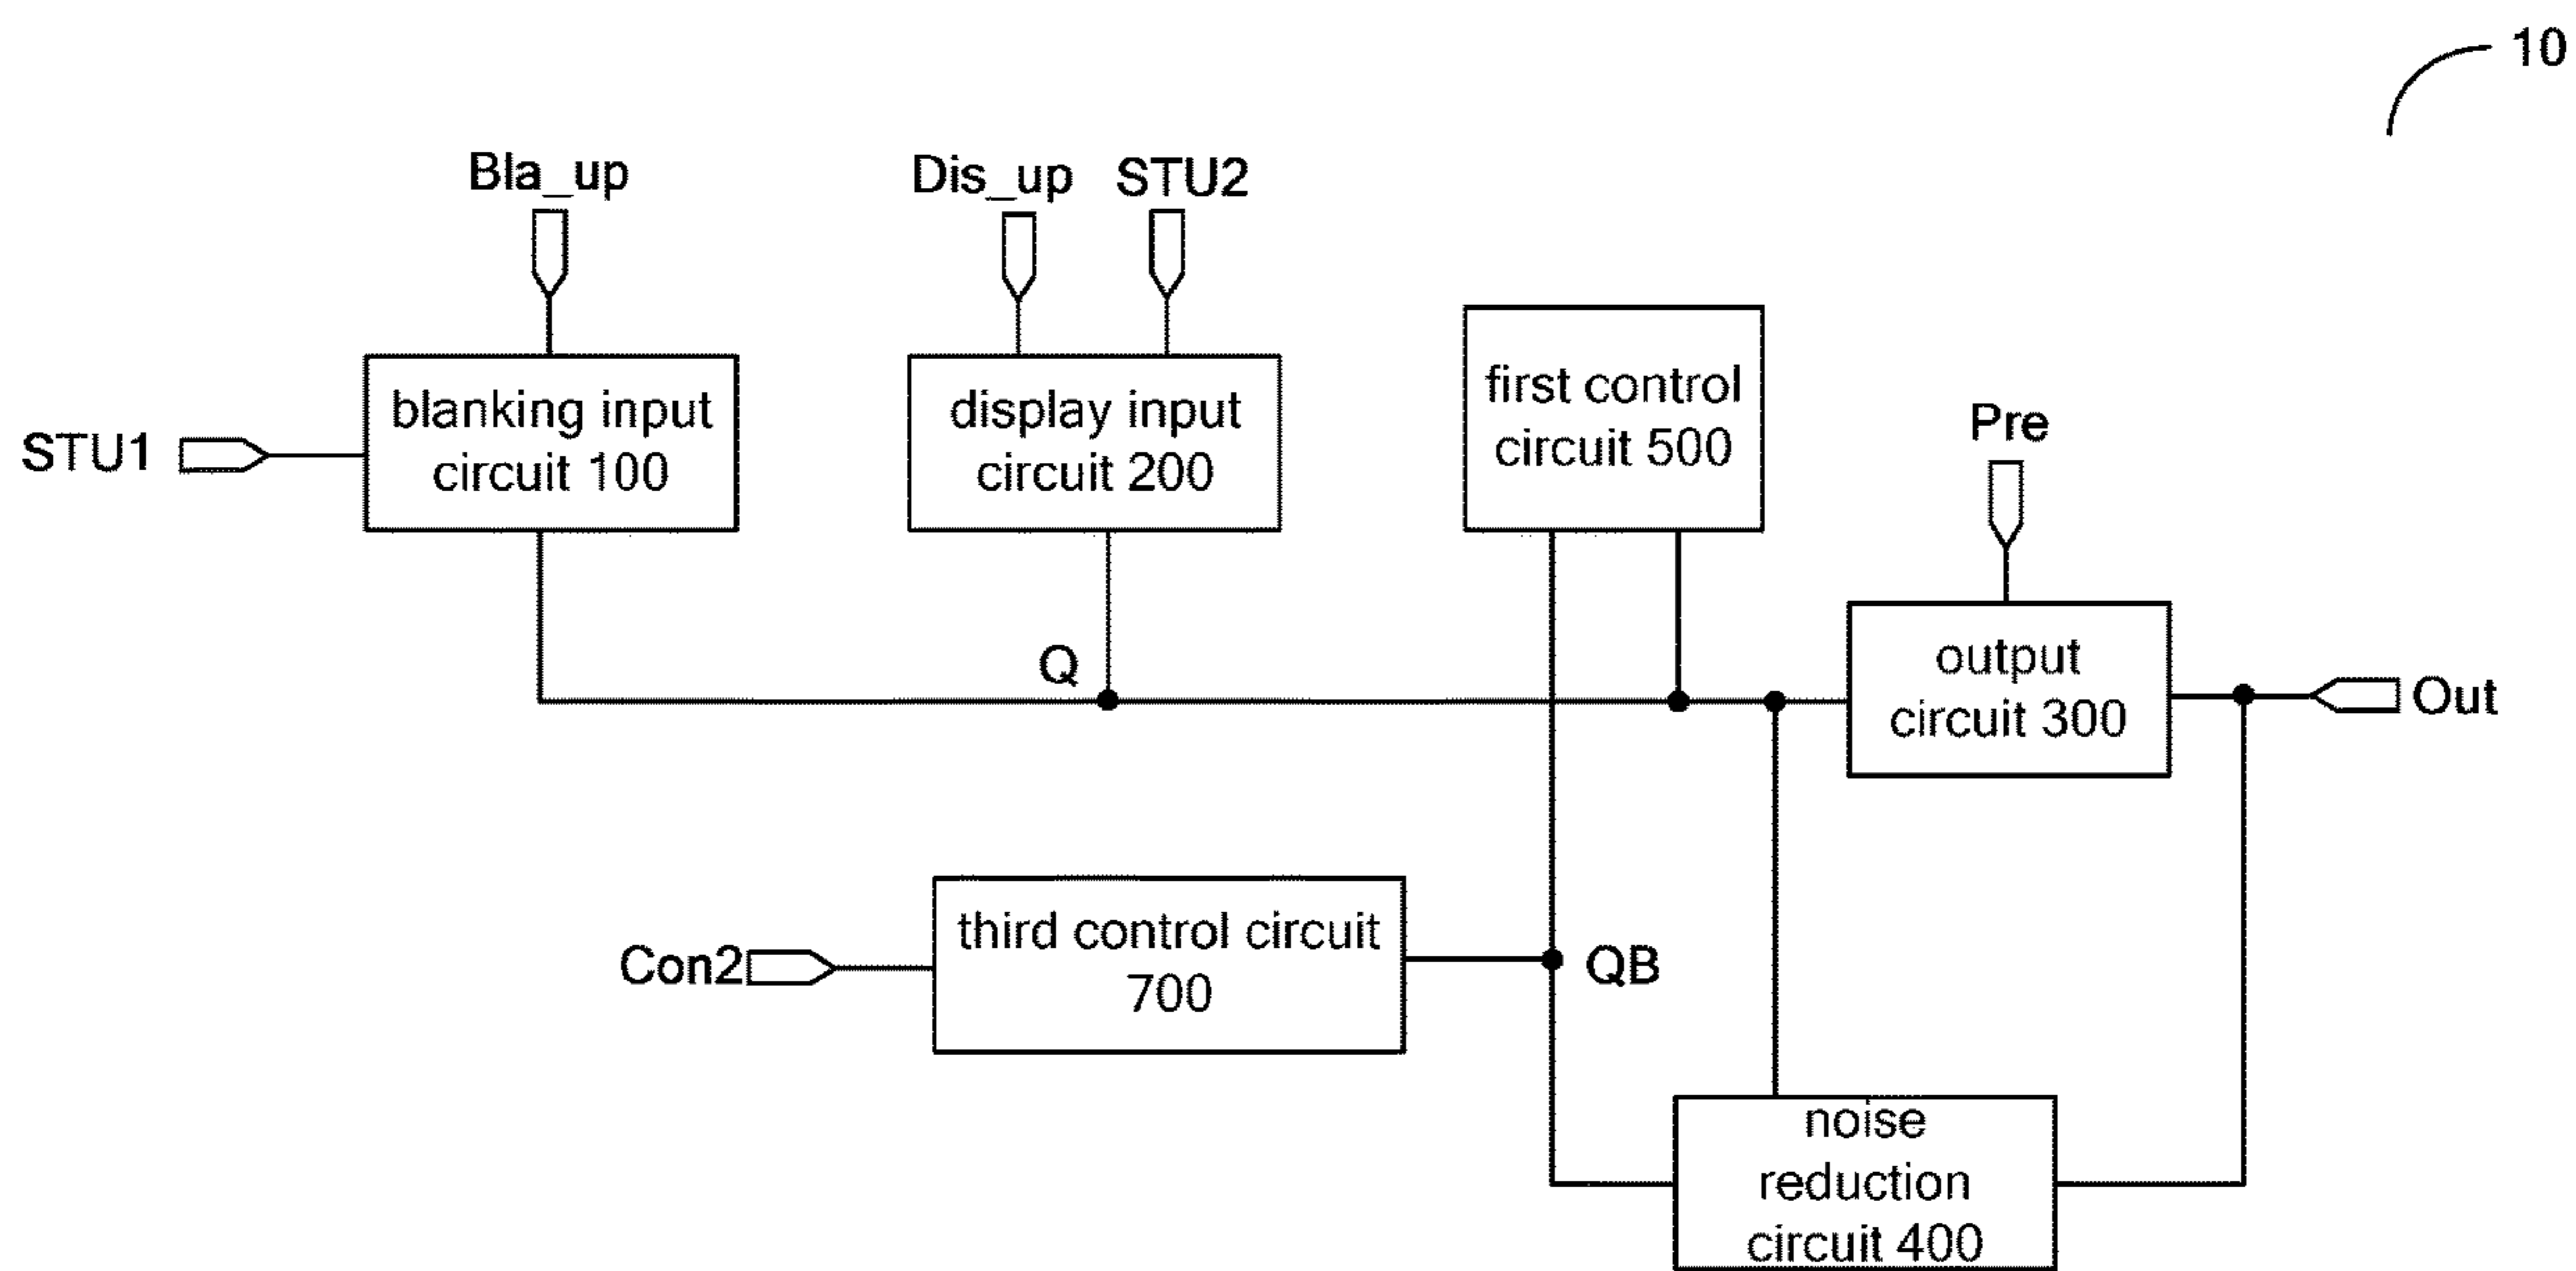 10
Bla_up
Dis_up STU2
STU1
blanking input
circuit 100
display input
circuit 200
first control
circuit 500
Pre
Q
output
circuit 300
Out
Con2
third control circuit
700
QB
noise
reduction
circuit 400